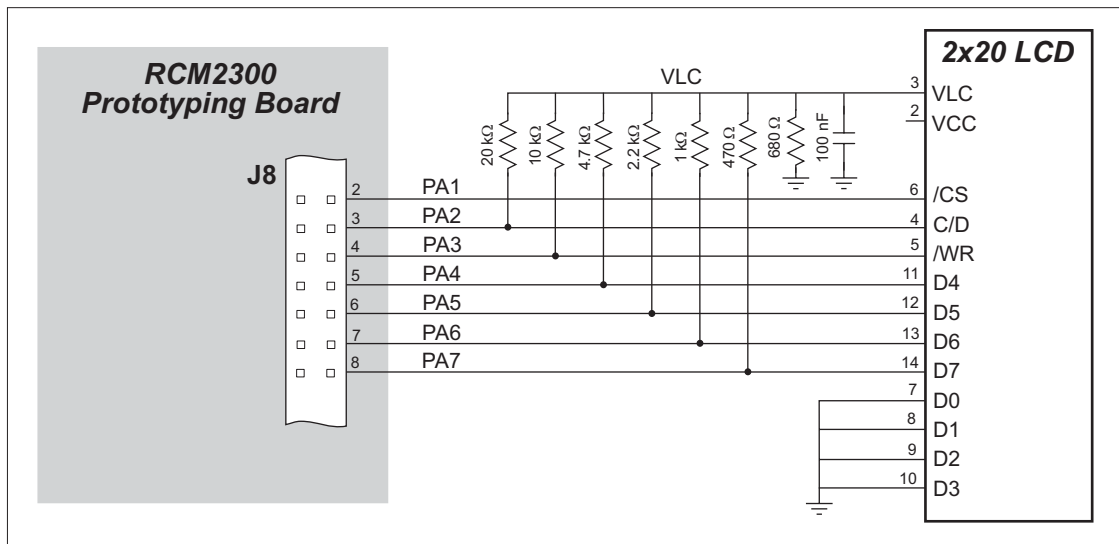 RCM2300
Prototyping Board
J8
2
3
4
5
6
7
8
PA1
PA2
PA3
PA4
PA5
PA6
PA7
VLC
20 kΩ
10 kΩ
4.7 kΩ
2.2 kΩ
1 kΩ
470 Ω
680 Ω
100 nF
2x20 LCD
3 VLC
2 VCC
6 /CS
4 C/D
5 /WR
11 D4
12 D5
13 D6
14 D7
7 D0
8 D1
9 D2
10 D3